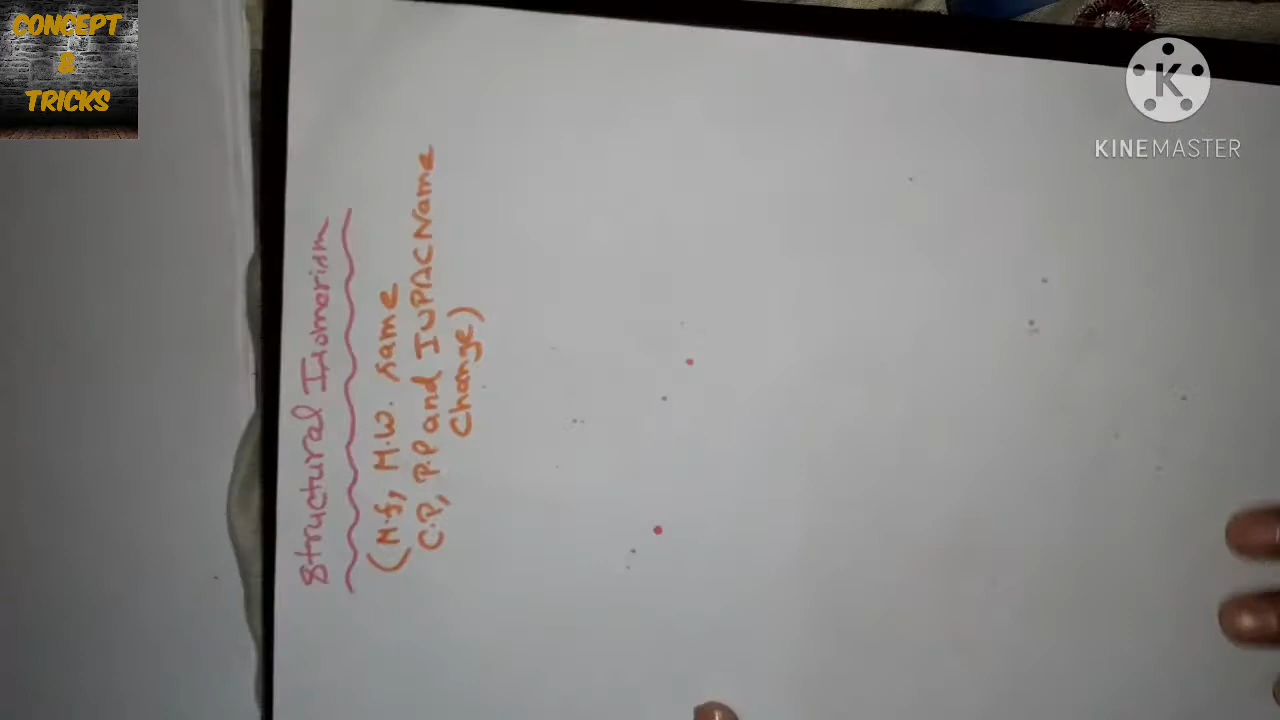 CONCEPT
&
TRICKS
K
KINEMASTER
Structural Isomerism
(M.f, M.W. same
C.P, P.P and IUPAC Name
Change)